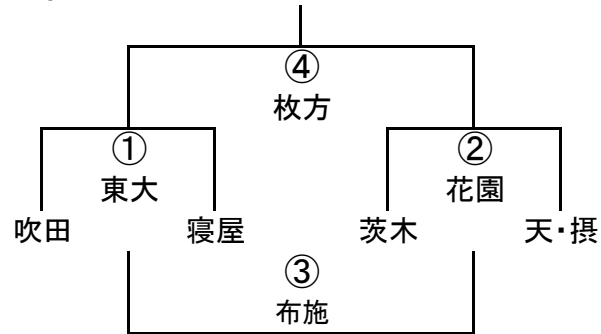 ④
枚方
① ②
東大 花園
吹田 寝屋 茨木 天・摂
③
布施